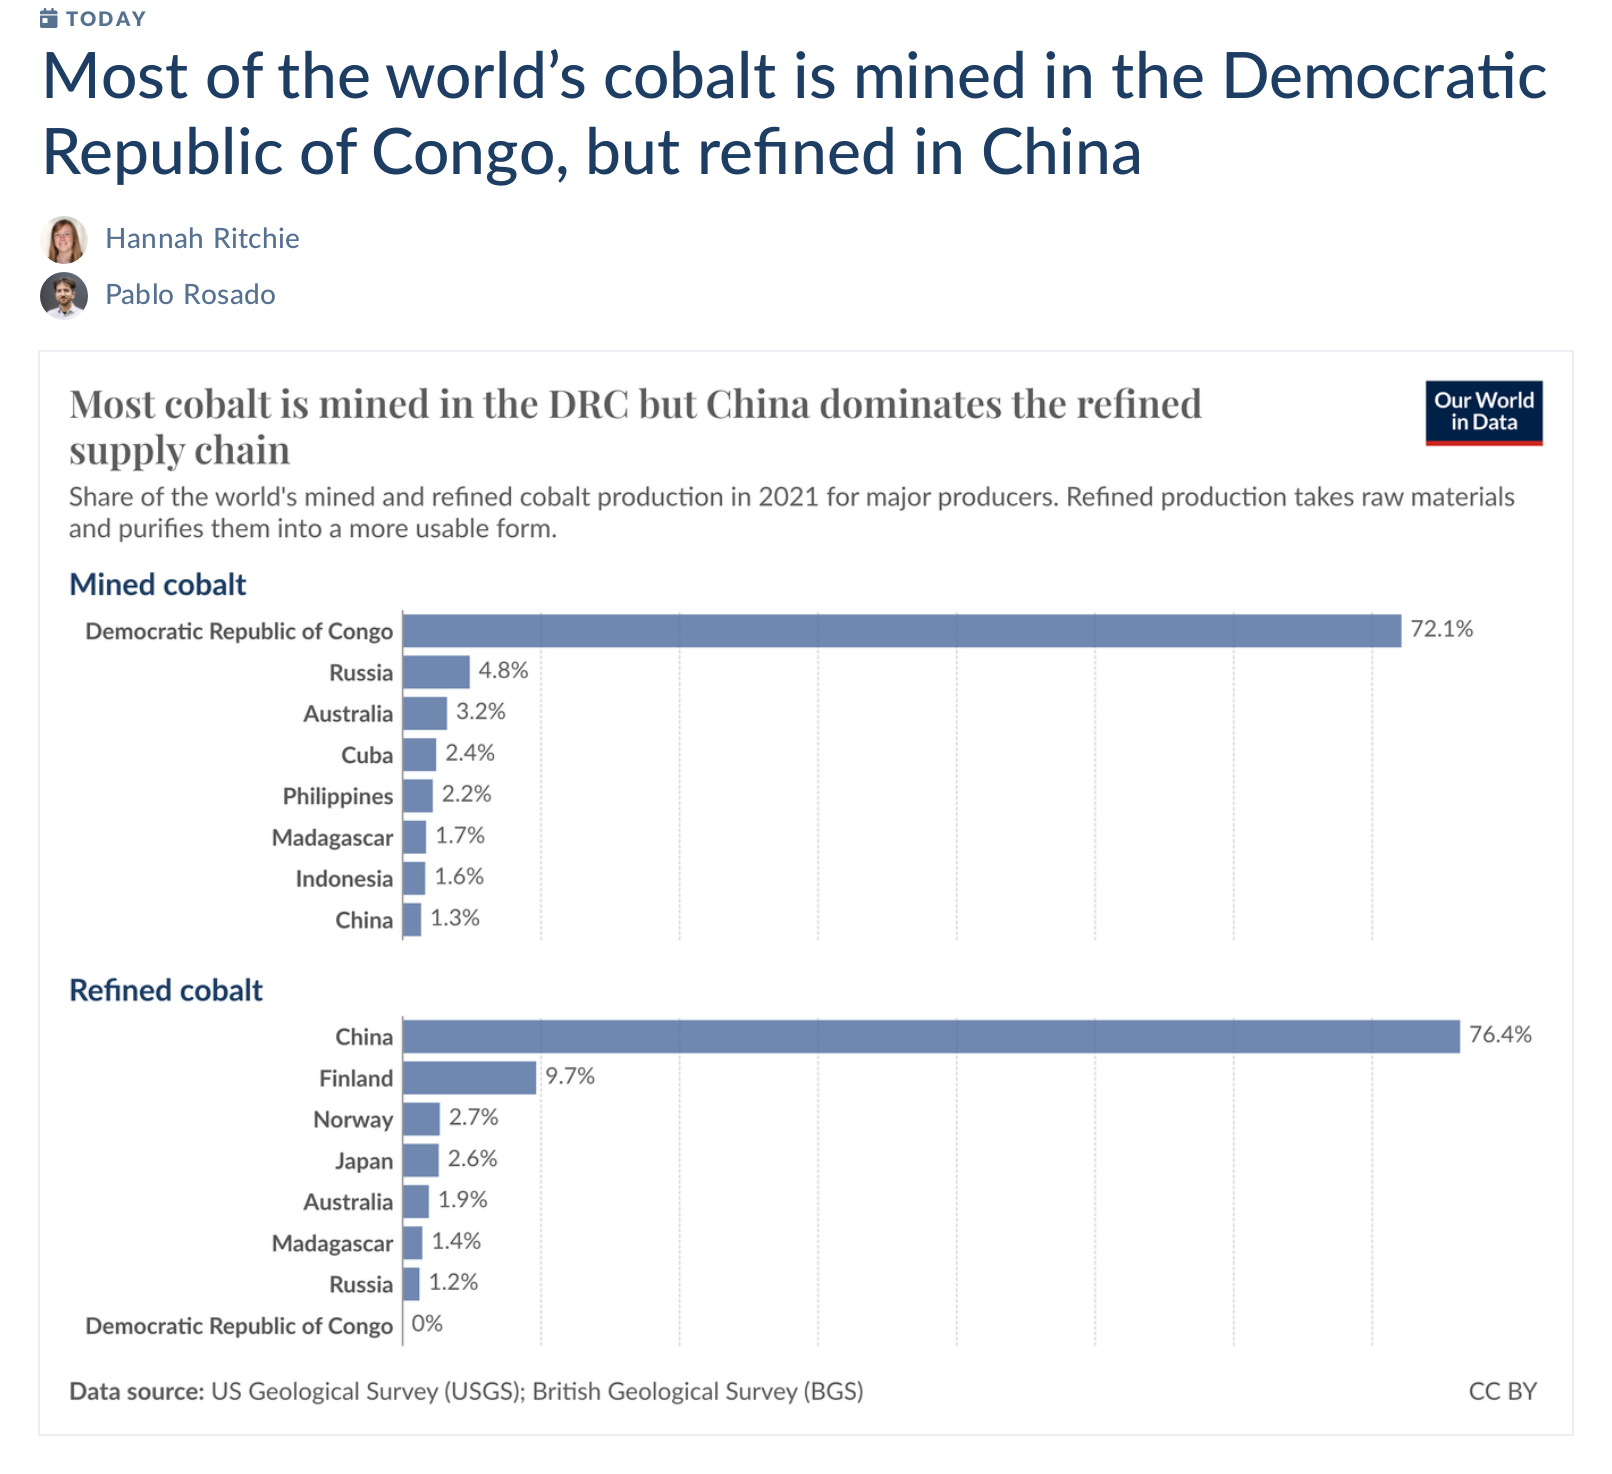 TODAY
Most of the world’s cobalt is mined in the Democratic
Republic of Congo, but refined in China
Hannah Ritchie
Pablo Rosado
Most cobalt is mined in the DRC but China dominates the refined
supply chain
Our World
in Data
Share of the world's mined and refined cobalt production in 2021 for major producers. Refined production takes raw materials
and purifies them into a more usable form.
Mined cobalt
Democratic Republic of Congo 72.1%
Russia 4.8%
Australia 3.2%
Cuba 2.4%
Philippines 2.2%
Madagascar 1.7%
Indonesia 1.6%
China 1.3%
Refined cobalt
China 76.4%
Finland 9.7%
Norway 2.7%
Japan 2.6%
Australia 1.9%
Madagascar 1.4%
Russia 1.2%
Democratic Republic of Congo 0%
Data source: US Geological Survey (USGS); British Geological Survey (BGS) CC BY